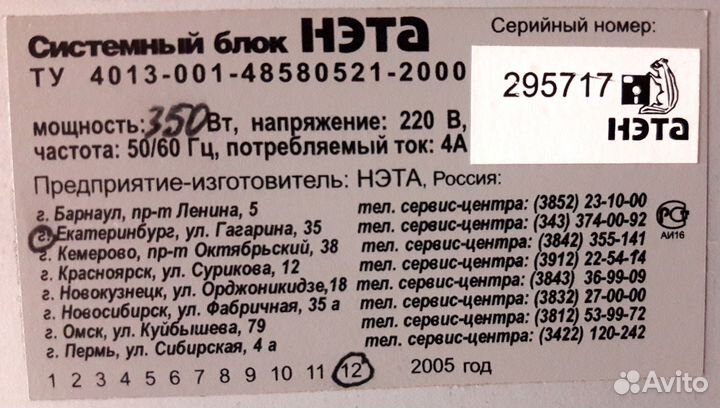 Системный блок НЭТА
Серийный номер:
ТУ 4013-001-48580521-2000
295717
НЭТА
мощность: 350 Вт, напряжение: 220 В,
частота: 50/60 Гц, потребляемый ток: 4А
Предприятие-изготовитель: НЭТА, Россия:
г. Барнаул, пр-т Ленина, 5 тел. сервис-центра: (3852) 23-10-00
г. Екатеринбург, ул. Гагарина, 35 тел. сервис-центра: (343) 374-00-92
г. Кемерово, пр-т Октябрьский, 38 тел. сервис-центра: (3842) 355-141
г. Красноярск, ул. Сурикова, 12 тел. сервис-центра: (3912) 22-54-14
г. Новокузнецк, ул. Орджоникидзе,18 тел. сервис-центра: (3843) 36-99-09
г. Новосибирск, ул. Фабричная, 35 а тел. сервис-центра: (3832) 27-00-00
г. Омск, ул. Куйбышева, 79 тел. сервис-центра: (3812) 53-99-72
г. Пермь, ул. Сибирская, 4 а тел. сервис-центра: (3422) 120-242
АИ16
1 2 3 4 5 6 7 8 9 10 11 12 2005 год
Avito